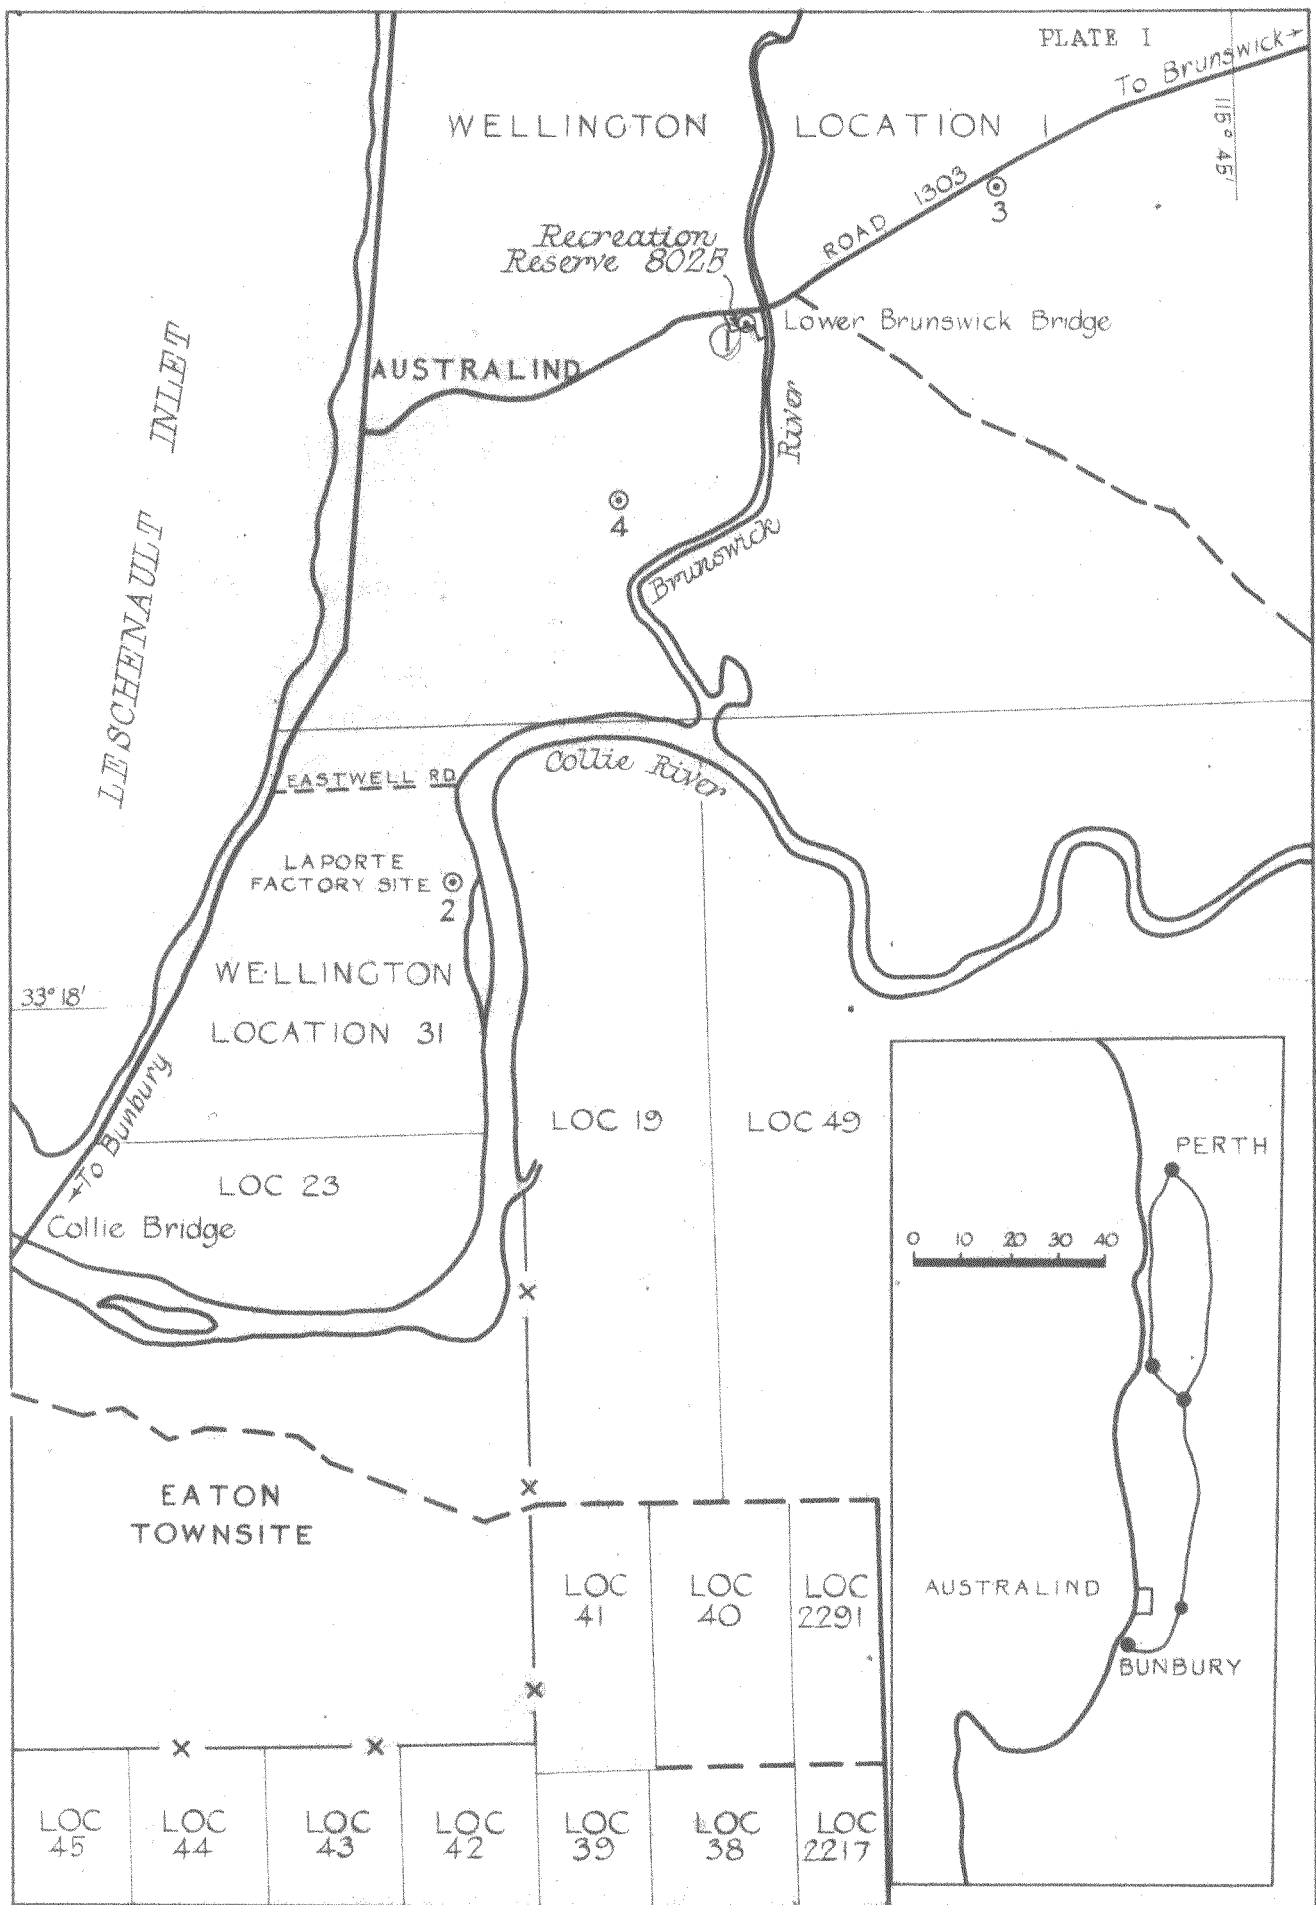 PLATE I
To Brunswick
WELLINGTON LOCATION 1
115° 45'
ROAD 1303
3
Recreation
Reserve 8025
1
Lower Brunswick Bridge
AUSTRALIND
LESCHENAULT INLET
River
4
Brunswick
Collie River
EASTWELL RD
LAPORTE
FACTORY SITE
2
WELLINGTON
LOCATION 31
33° 18'
To Bunbury
LOC 19
LOC 49
LOC 23
Collie Bridge
EATON
TOWNSITE
LOC
41
LOC
40
LOC
2291
LOC
45
LOC
44
LOC
43
LOC
42
LOC
39
LOC
38
LOC
2217
PERTH
0 10 20 30 40
AUSTRALIND
BUNBURY